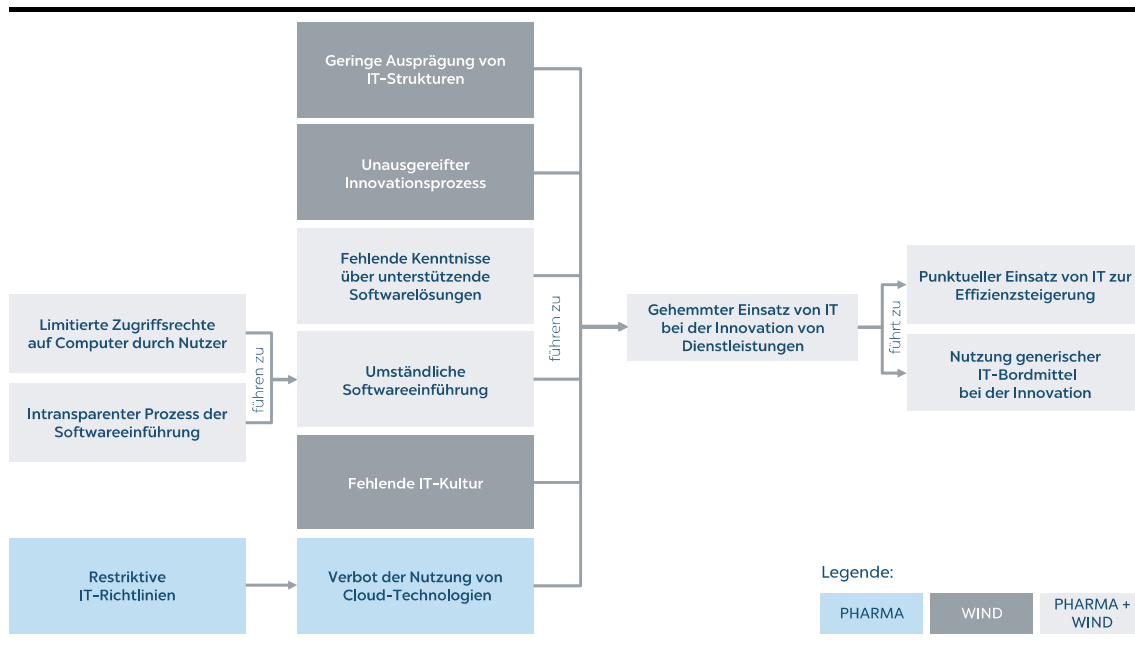 Geringe Ausprägung von
IT-Strukturen
Unausgereifter
Innovationsprozess
Fehlende Kenntnisse
über unterstützende
Softwarelösungen
Limitierte Zugriffsrechte
auf Computer durch Nutzer
Intransparenter Prozess der
Softwareeinführung
führen zu
Umständliche
Softwareeinführung
Fehlende IT-Kultur
Restriktive
IT-Richtlinien
Verbot der Nutzung von
Cloud-Technologien
führen zu
Gehemmter Einsatz von IT
bei der Innovation von
Dienstleistungen
führt zu
Punktueller Einsatz von IT zur
Effizienzsteigerung
Nutzung generischer
IT-Bordmittel
bei der Innovation
Legende:
PHARMA
WIND
PHARMA +
WIND